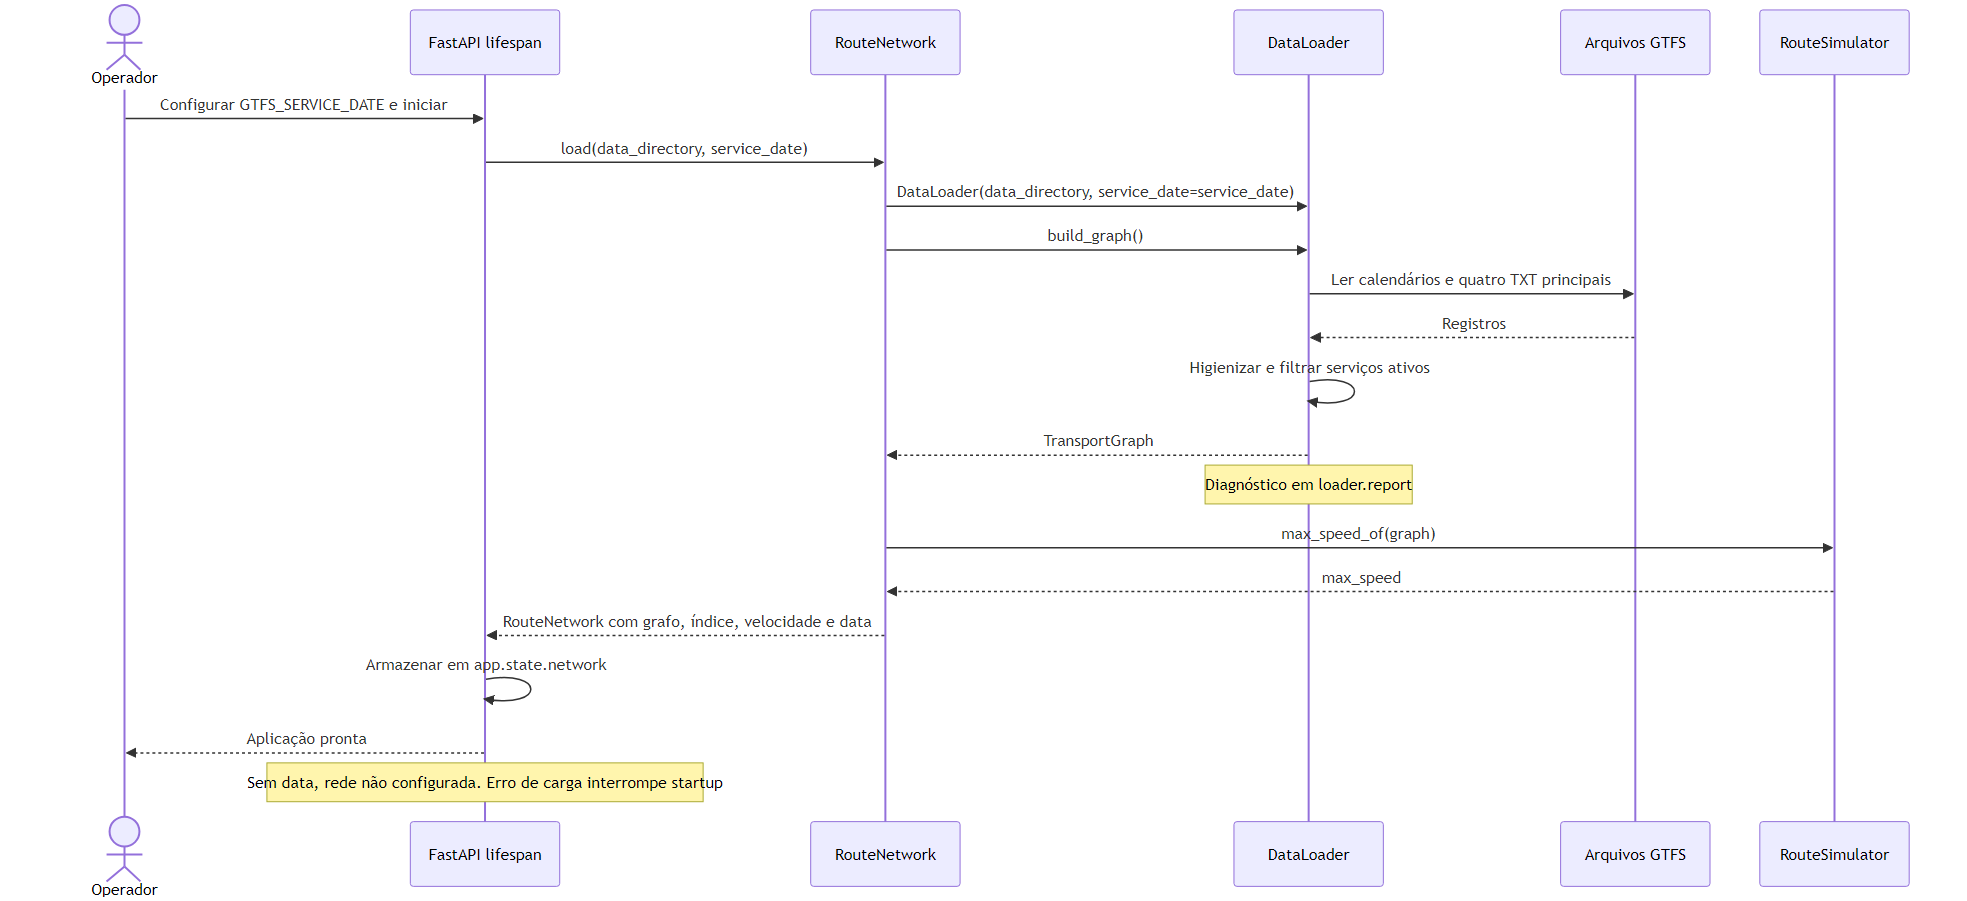 Operador
FastAPI lifespan
RouteNetwork
DataLoader
Arquivos GTFS
RouteSimulator
Configurar GTFS_SERVICE_DATE e iniciar
load(data_directory, service_date)
DataLoader(data_directory, service_date=service_date)
build_graph()
Ler calendários e quatro TXT principais
Registros
Higienizar e filtrar serviços ativos
TransportGraph
Diagnóstico em loader.report
max_speed_of(graph)
max_speed
RouteNetwork com grafo, índice, velocidade e data
Armazenar em app.state.network
Aplicação pronta
Sem data, rede não configurada. Erro de carga interrompe startup
Operador
FastAPI lifespan
RouteNetwork
DataLoader
Arquivos GTFS
RouteSimulator